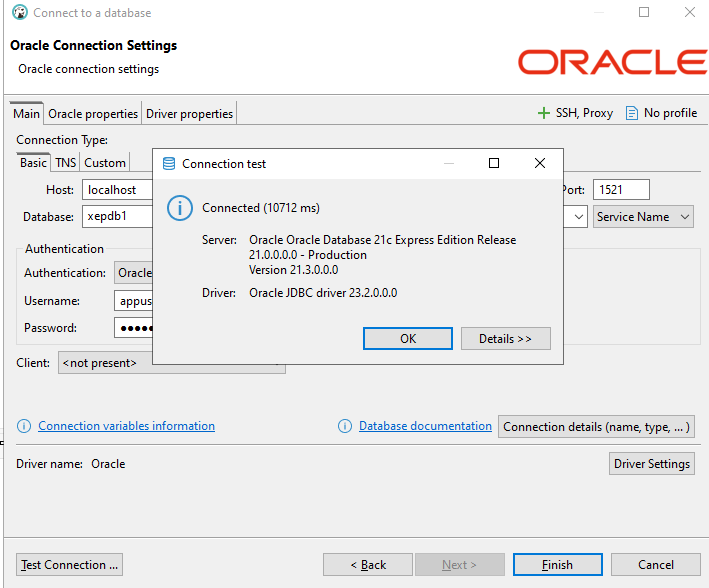 Connect to a database
Oracle Connection Settings
Oracle connection settings
ORACLE
Main Oracle properties Driver properties
SSH, Proxy No profile
Connection Type:
Basic TNS Custom
Host: localhost
Port: 1521
Database: xepdb1
Service Name
Authentication
Authentication: Oracle
Username: appus
Password: •••••
Client: <not present>
Connection test
Connected (10712 ms)
Server: Oracle Oracle Database 21c Express Edition Release
21.0.0.0.0 - Production
Version 21.3.0.0.0
Driver: Oracle JDBC driver 23.2.0.0.0
OK Details >>
Connection variables information
Database documentation Connection details (name, type, ... )
Driver name: Oracle
Driver Settings
Test Connection ... < Back Next > Finish Cancel